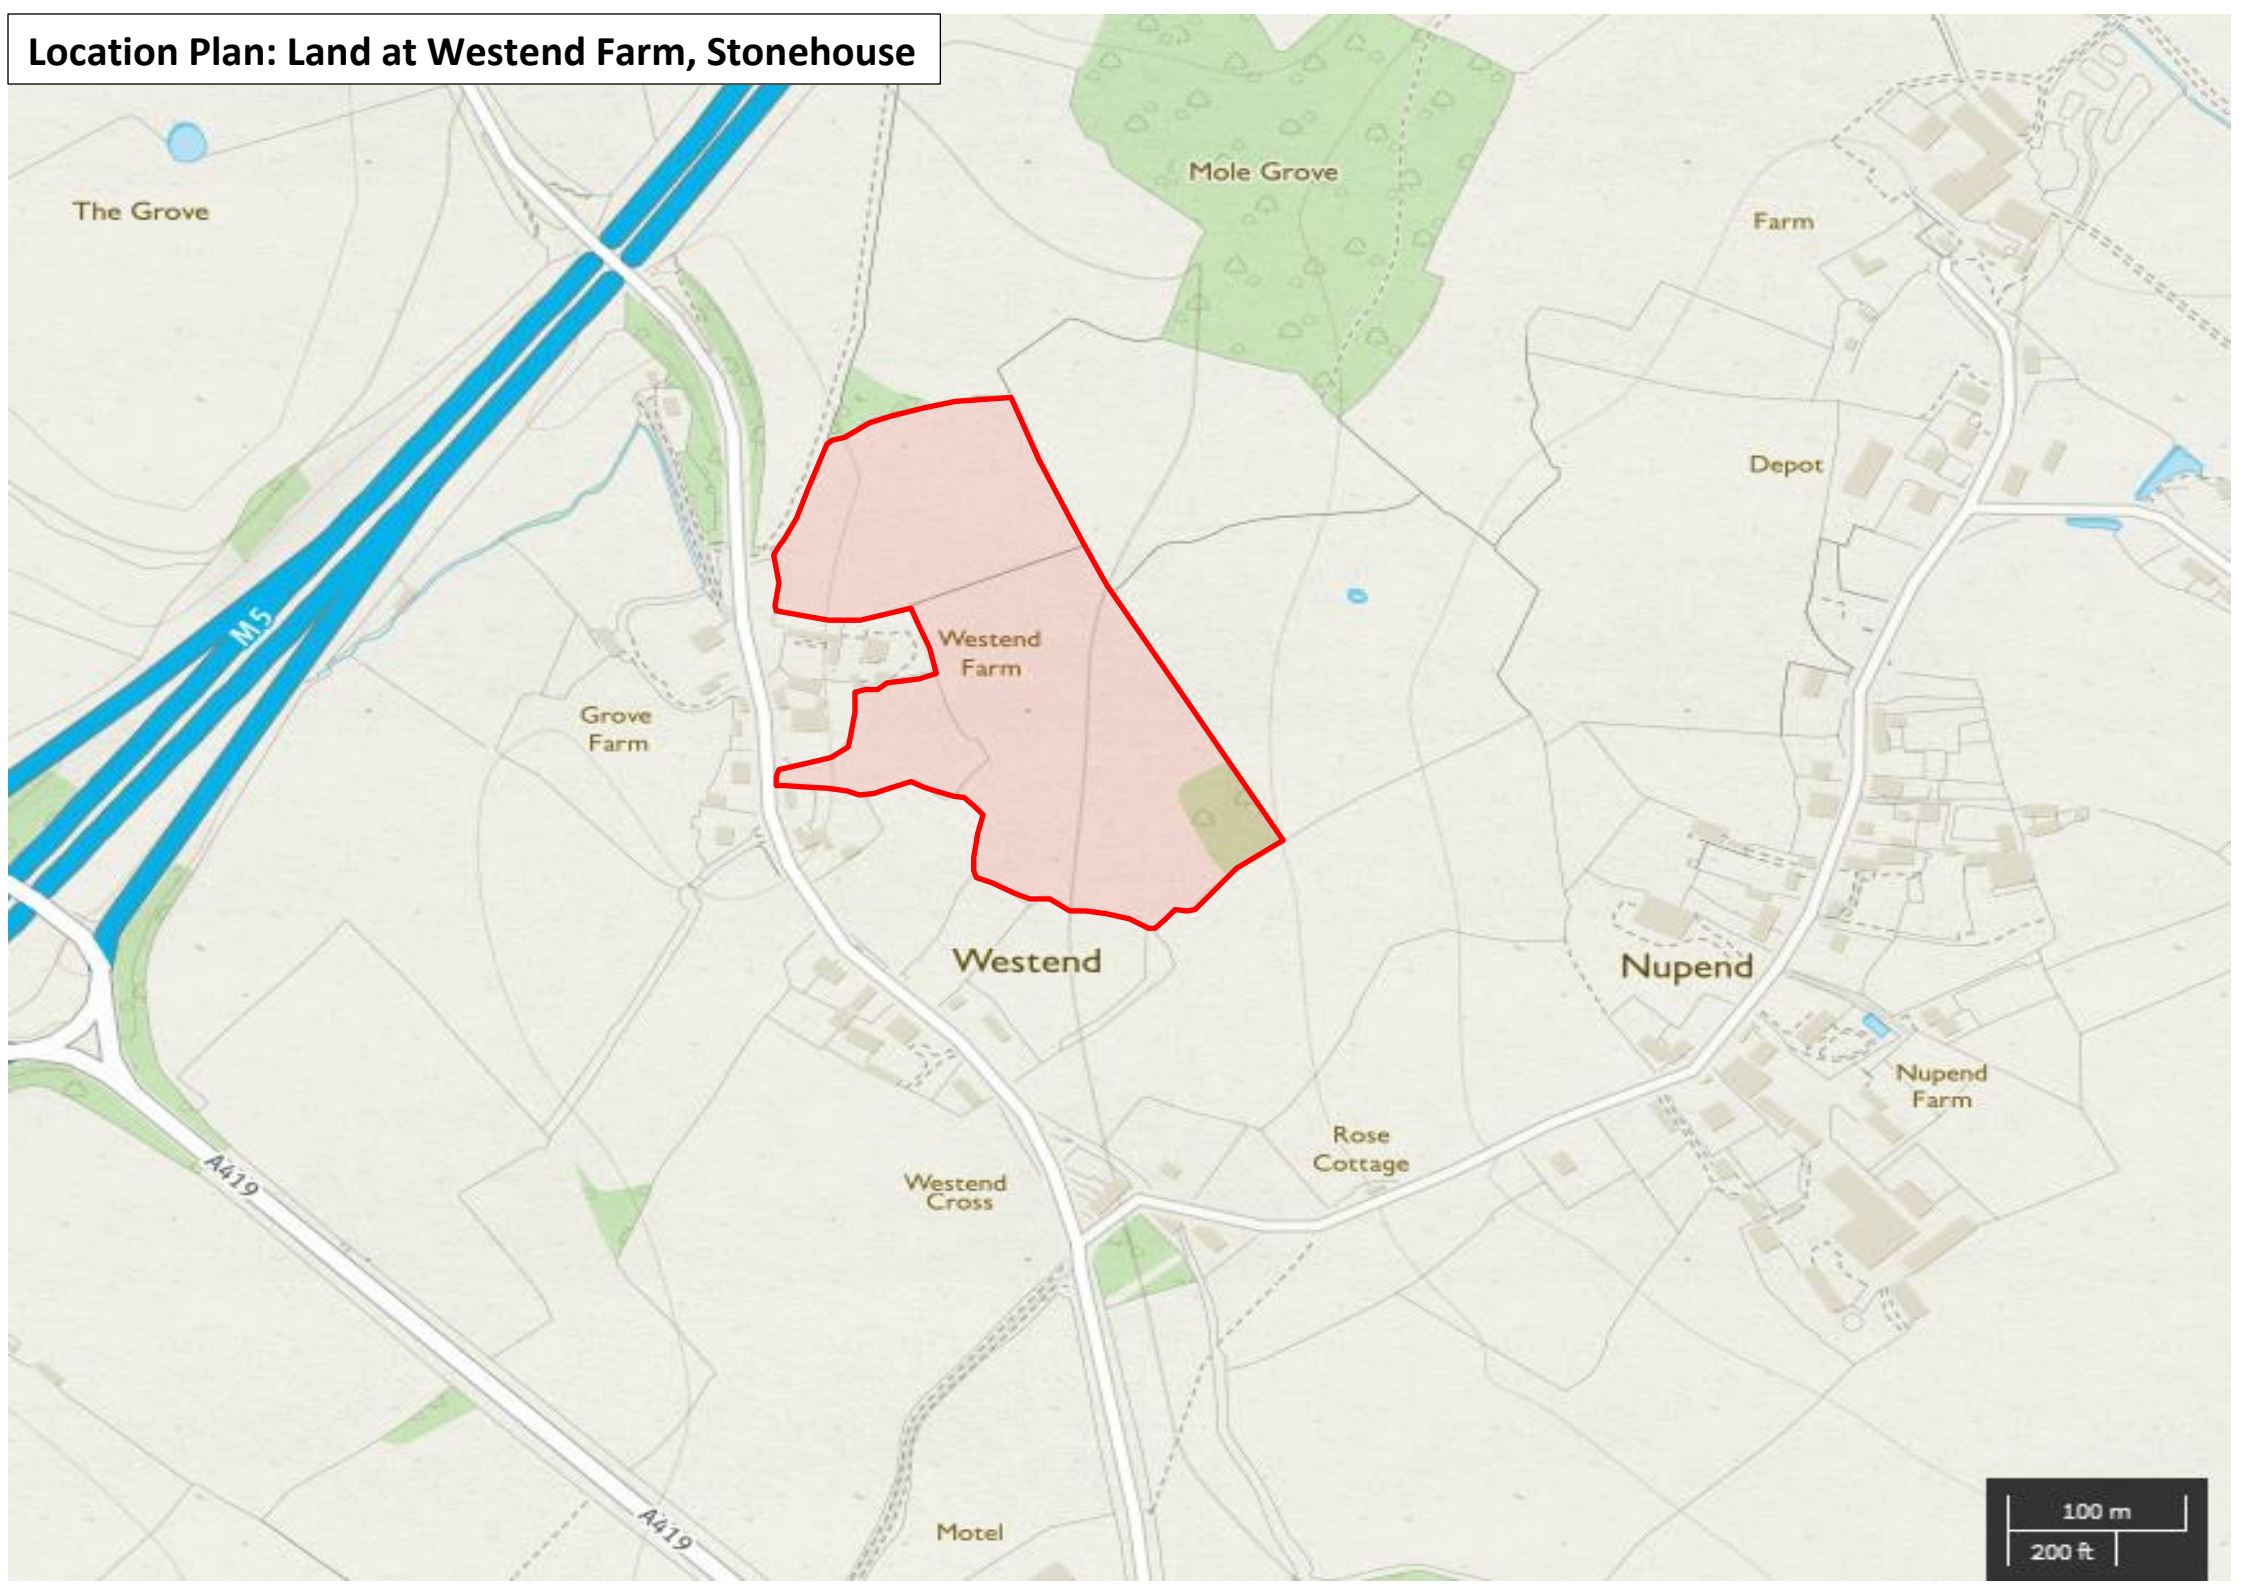 Location Plan: Land at Westend Farm, Stonehouse
Mole Grove
The Grove
Farm
Depot
M5
Westend
Farm
Grove
Farm
Westend
Nupend
Nupend
Farm
Rose
Cottage
A419
Westend
Cross
A419
Motel
100 m
200 ft